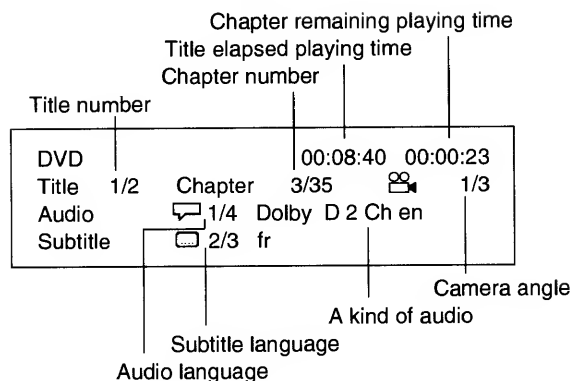 Chapter remaining playing time
Title elapsed playing time
Chapter number
Title number
DVD 00:08:40 00:00:23
Title 1/2 Chapter 3/35 1/3
Audio 1/4 Dolby D 2 Ch en
Subtitle 2/3 fr
Camera angle
A kind of audio
Subtitle language
Audio language